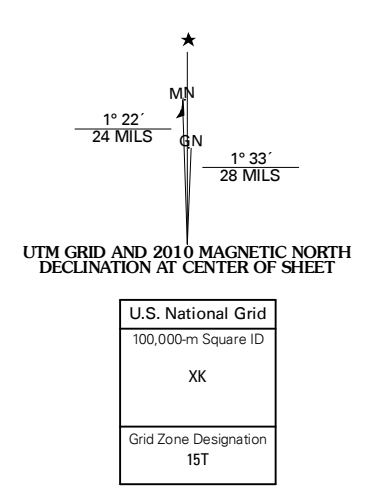 MN
1° 22´
24 MILS
GN
1° 33´
28 MILS
UTM GRID AND 2010 MAGNETIC NORTH
DECLINATION AT CENTER OF SHEET
U.S. National Grid
100,000-m Square ID
XK
Grid Zone Designation
15T